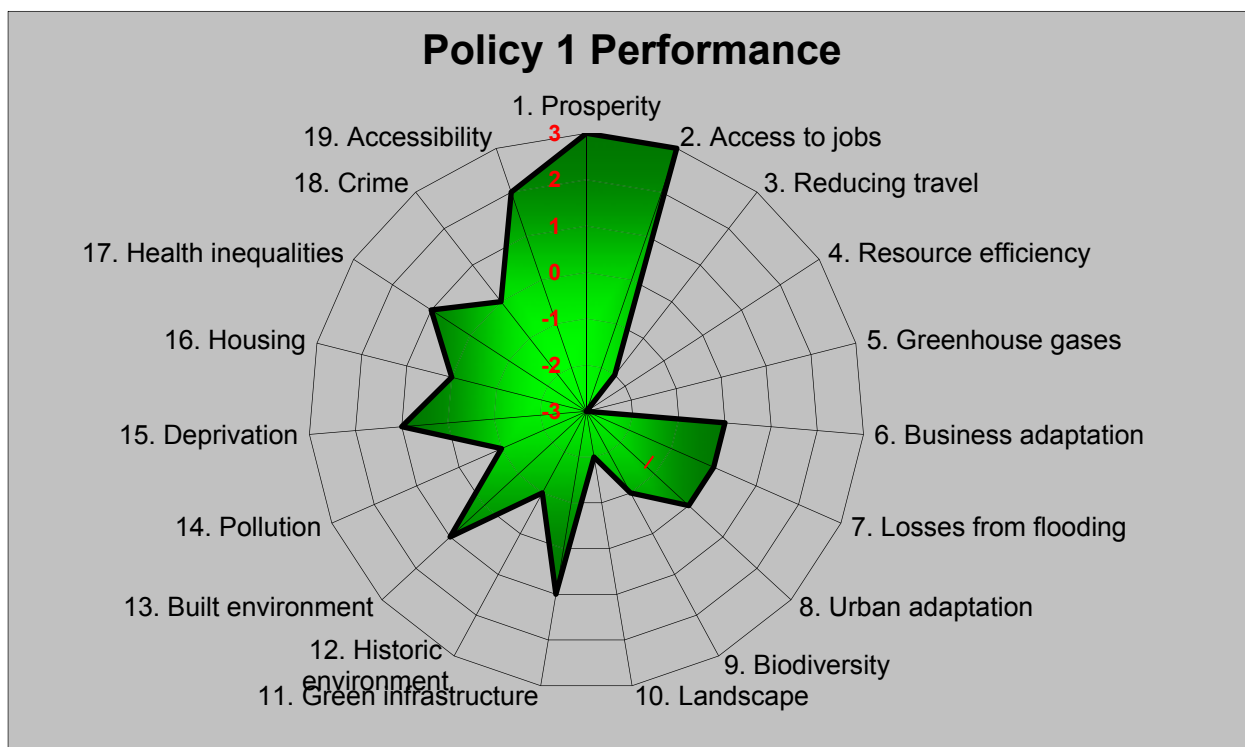 Policy 1 Performance
1. Prosperity
2. Access to jobs
3. Reducing travel
4. Resource efficiency
5. Greenhouse gases
6. Business adaptation
7. Losses from flooding
8. Urban adaptation
9. Biodiversity
10. Landscape
11. Green infrastructure
12. Historic
environment
13. Built environment
14. Pollution
15. Deprivation
16. Housing
17. Health inequalities
18. Crime
19. Accessibility
3
2
1
0
-1
-2
-3